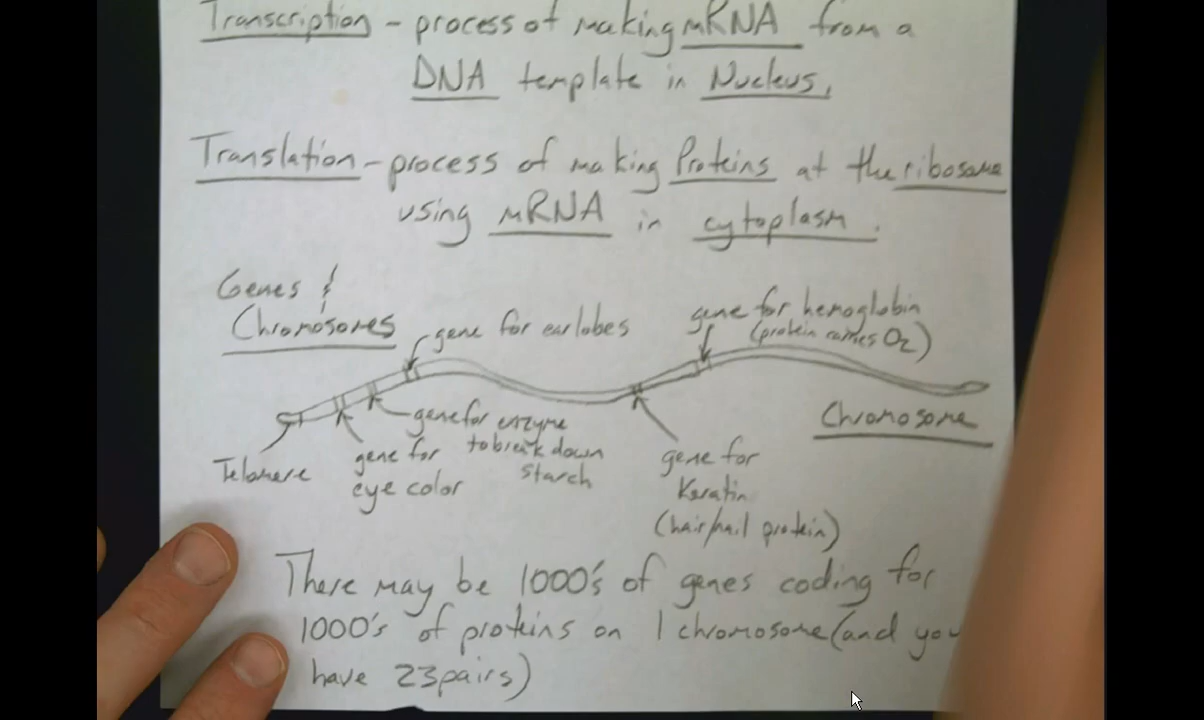 Transcription - process of making mRNA from a
DNA template in Nucleus.
Translation - process of making Proteins at the ribosome
using mRNA in cytoplasm.
Genes &
Chromosomes
gene for earlobes
gene for hemoglobin
(protein carries O2)
Chromosome
gene for enzyme
to break down
starch
Telomere
gene for
eye color
gene for
Keratin
(hair/nail protein)
There may be 1000's of genes coding for
1000's of proteins on 1 chromosome (and you
have 23 pairs)